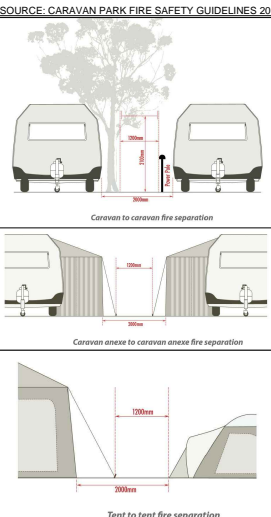 SOURCE: CARAVAN PARK FIRE SAFETY GUIDELINES 20
1200mm
2100mm
Power Pole
2000mm
Caravan to caravan fire separation
1200mm
2000mm
Caravan anexe to caravan anexe fire separation
1200mm
2000mm
Tent to tent fire separation